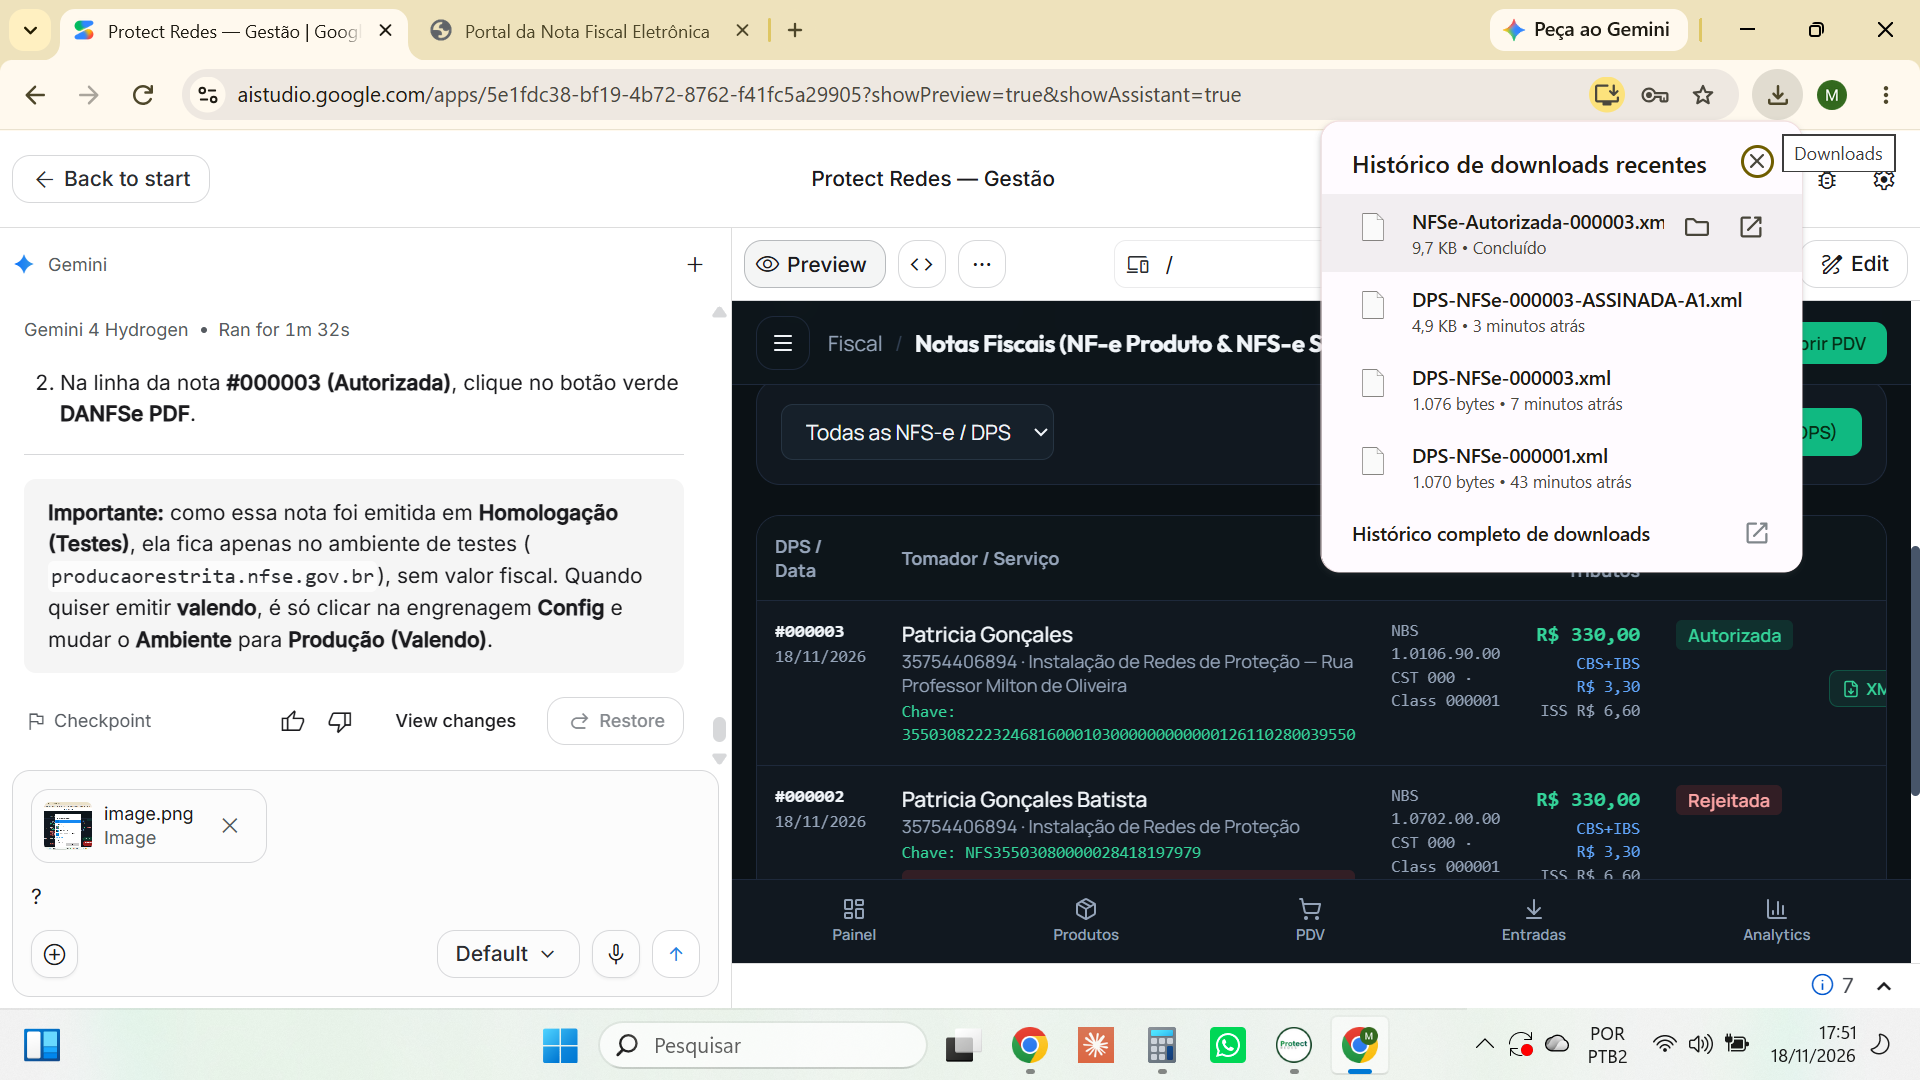 Protect Redes — Gestão | Goog
Portal da Nota Fiscal Eletrônica
Peça ao Gemini
aistudio.google.com/apps/5e1fdc38-bf19-4b72-8762-f41fc5a29905?showPreview=true&showAssistant=true
M
Downloads
Back to start
Protect Redes — Gestão
Histórico de downloads recentes
NFSe-Autorizada-000003.xm
9,7 KB • Concluído
DPS-NFSe-000003-ASSINADA-A1.xml
4,9 KB • 3 minutos atrás
DPS-NFSe-000003.xml
1.076 bytes • 7 minutos atrás
DPS-NFSe-000001.xml
1.070 bytes • 43 minutos atrás
Histórico completo de downloads
Gemini
Gemini 4 Hydrogen • Ran for 1m 32s
2. Na linha da nota #000003 (Autorizada), clique no botão verde
DANFSe PDF.
Importante: como essa nota foi emitida em Homologação
(Testes), ela fica apenas no ambiente de testes (
producaorestrita.nfse.gov.br), sem valor fiscal. Quando
quiser emitir valendo, é só clicar na engrenagem Config e
mudar o Ambiente para Produção (Valendo).
Checkpoint
View changes
Restore
image.png
Image
?
Default
Preview
/
Edit
Fiscal / Notas Fiscais (NF-e Produto & NFS-e S
brir PDV
Todas as NFS-e / DPS
DPS)
DPS /
Data
Tomador / Serviço
Tributos
#000003
18/11/2026
Patricia Gonçales
35754406894 · Instalação de Redes de Proteção — Rua
Professor Milton de Oliveira
Chave:
35503082223246816000103000000000000126110280039550
NBS
1.0106.90.00
CST 000 ·
Class 000001
R$ 330,00
CBS+IBS
R$ 3,30
ISS R$ 6,60
Autorizada
XM
#000002
18/11/2026
Patricia Gonçales Batista
35754406894 · Instalação de Redes de Proteção
Chave: NFS35503080000028418197979
NBS
1.0702.00.00
CST 000 ·
Class 000001
R$ 330,00
CBS+IBS
R$ 3,30
ISS R$ 6,60
Rejeitada
Painel
Produtos
PDV
Entradas
Analytics
7
Pesquisar
Protect
M
POR
PTB2
17:51
18/11/2026